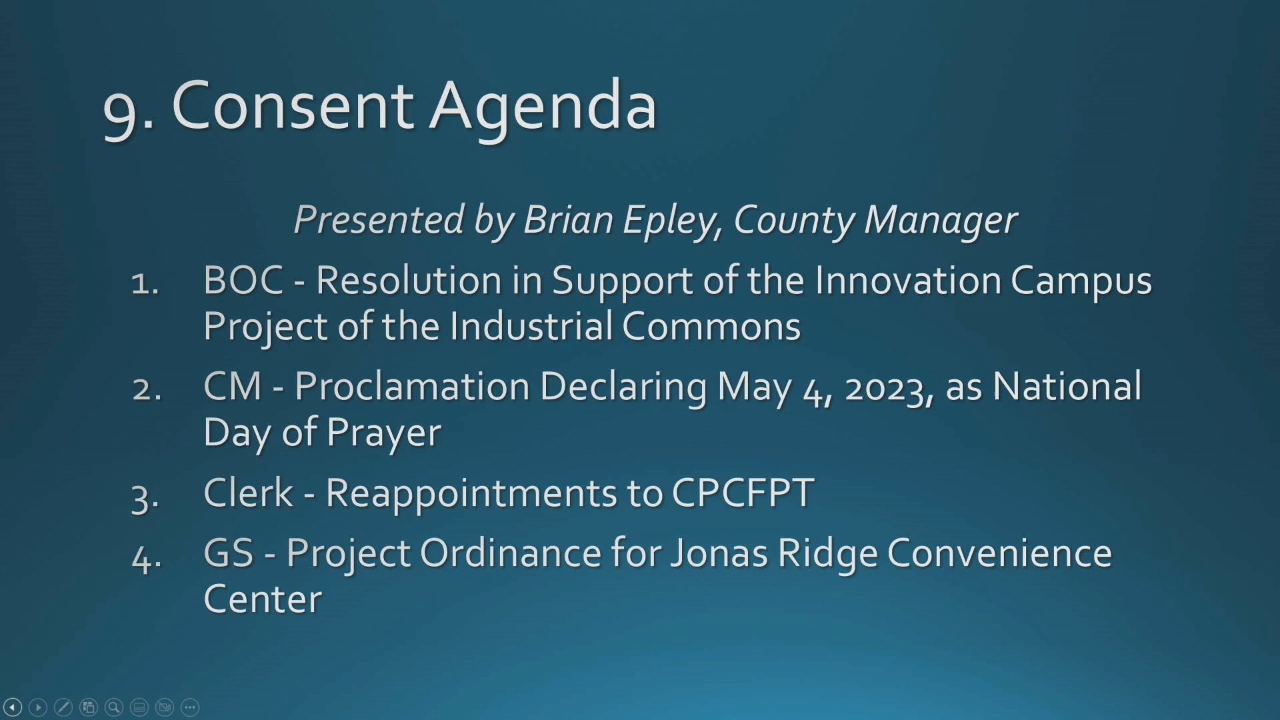 9. Consent Agenda
Presented by Brian Epley, County Manager
1. BOC - Resolution in Support of the Innovation Campus
Project of the Industrial Commons
2. CM - Proclamation Declaring May 4, 2023, as National
Day of Prayer
3. Clerk - Reappointments to CPCFPT
4. GS - Project Ordinance for Jonas Ridge Convenience
Center